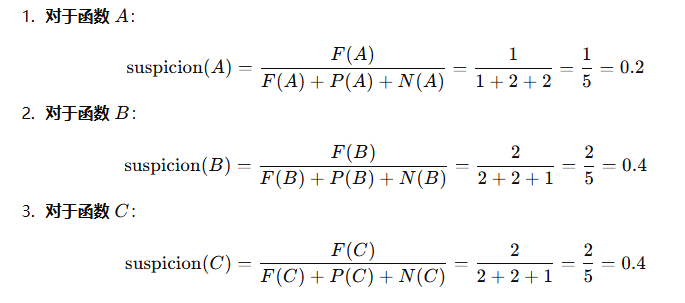 1. 对于函数 A:
suspicion(A) = F(A) / (F(A) + P(A) + N(A)) = 1 / (1 + 2 + 2) = 1/5 = 0.2
2. 对于函数 B:
suspicion(B) = F(B) / (F(B) + P(B) + N(B)) = 2 / (2 + 2 + 1) = 2/5 = 0.4
3. 对于函数 C:
suspicion(C) = F(C) / (F(C) + P(C) + N(C)) = 2 / (2 + 2 + 1) = 2/5 = 0.4